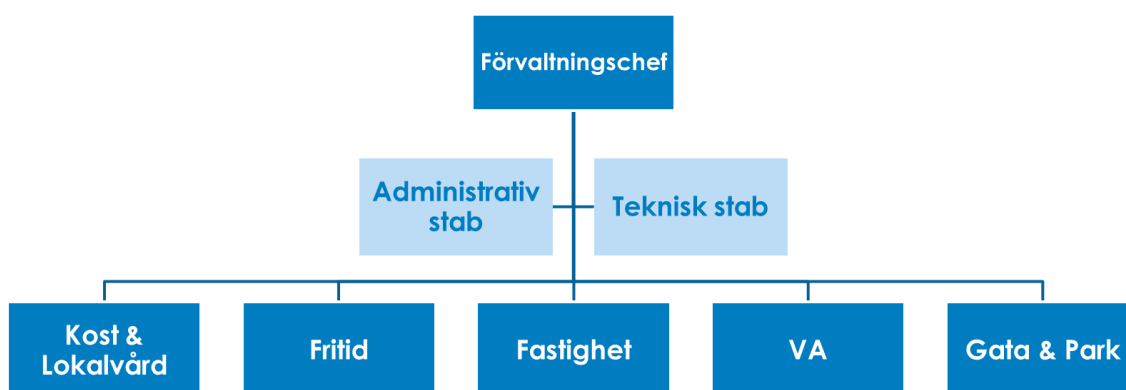 Förvaltningschef
Administrativ
stab
Teknisk stab
Kost &
Lokalvård
Fritid
Fastighet
VA
Gata & Park